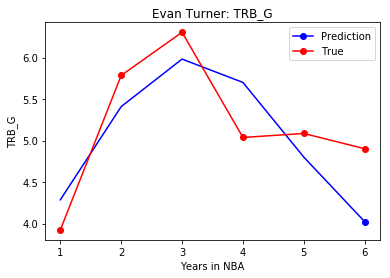 Evan Turner: TRB_G
Prediction
True
6.0
5.5
5.0
4.5
4.0
TRB_G
1 2 3 4 5 6
Years in NBA